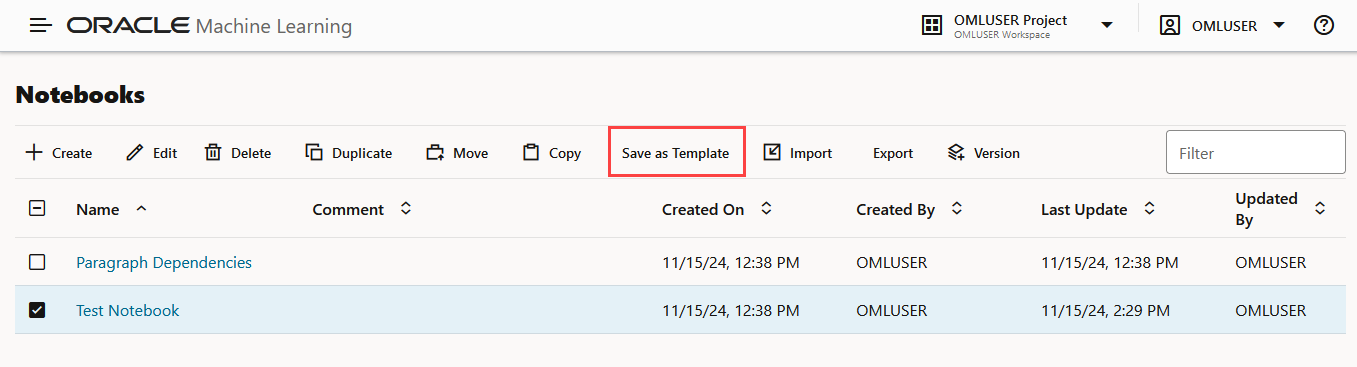 ORACLE Machine Learning
OMLUSER Project
OMLUSER Workspace
OMLUSER
Notebooks
Create Edit Delete Duplicate Move Copy Save as Template Import Export Version Filter
Name Comment Created On Created By Last Update Updated By
Paragraph Dependencies 11/15/24, 12:38 PM OMLUSER 11/15/24, 12:38 PM OMLUSER
Test Notebook 11/15/24, 12:38 PM OMLUSER 11/15/24, 2:29 PM OMLUSER